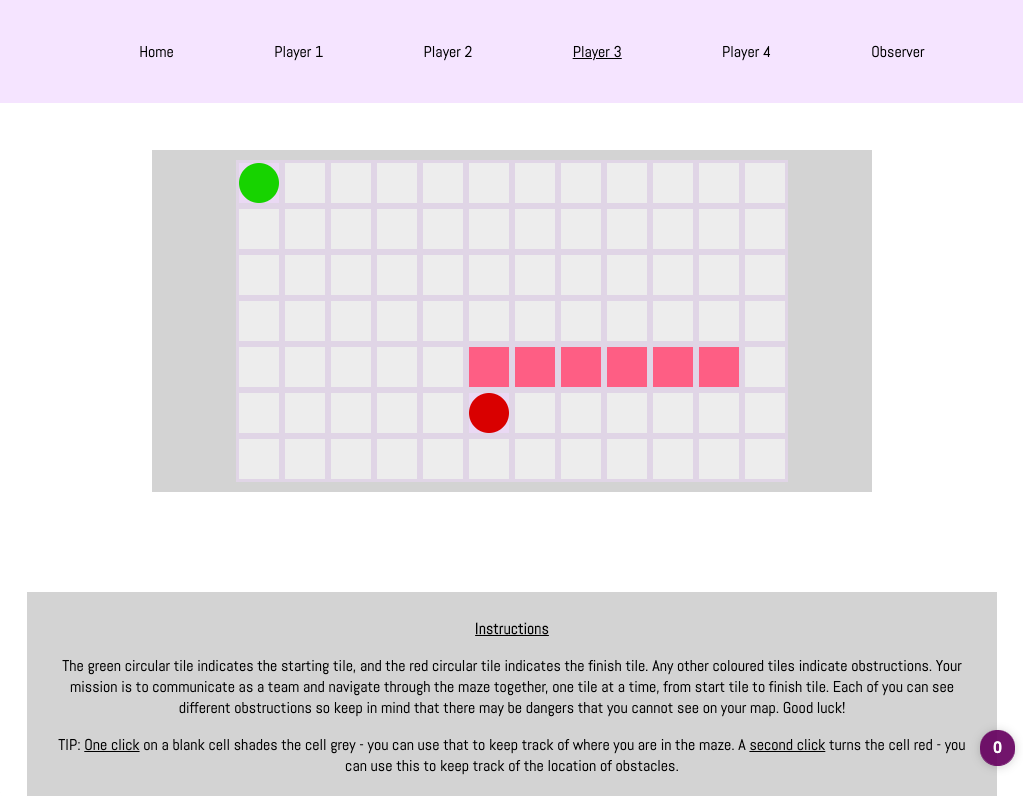 Home Player 1 Player 2 Player 3 Player 4 Observer
Instructions
The green circular tile indicates the starting tile, and the red circular tile indicates the finish tile. Any other coloured tiles indicate obstructions. Your
mission is to communicate as a team and navigate through the maze together, one tile at a time, from start tile to finish tile. Each of you can see
different obstructions so keep in mind that there may be dangers that you cannot see on your map. Good luck!
TIP: One click on a blank cell shades the cell grey - you can use that to keep track of where you are in the maze. A second click turns the cell red - you
can use this to keep track of the location of obstacles.
0